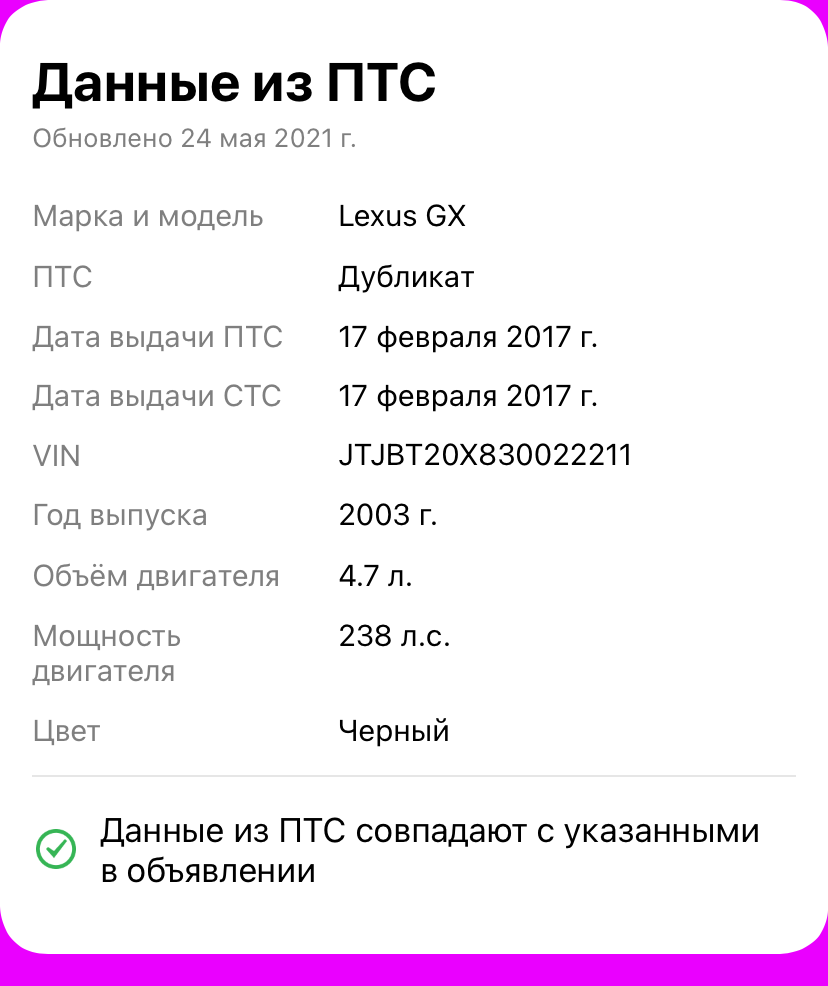 Данные из ПТС
Обновлено 24 мая 2021 г.
Марка и модель Lexus GX
ПТС Дубликат
Дата выдачи ПТС 17 февраля 2017 г.
Дата выдачи СТС 17 февраля 2017 г.
VIN JTJBT20X830022211
Год выпуска 2003 г.
Объём двигателя 4.7 л.
Мощность 238 л.с.
двигателя
Цвет Черный
Данные из ПТС совпадают с указанными
в объявлении